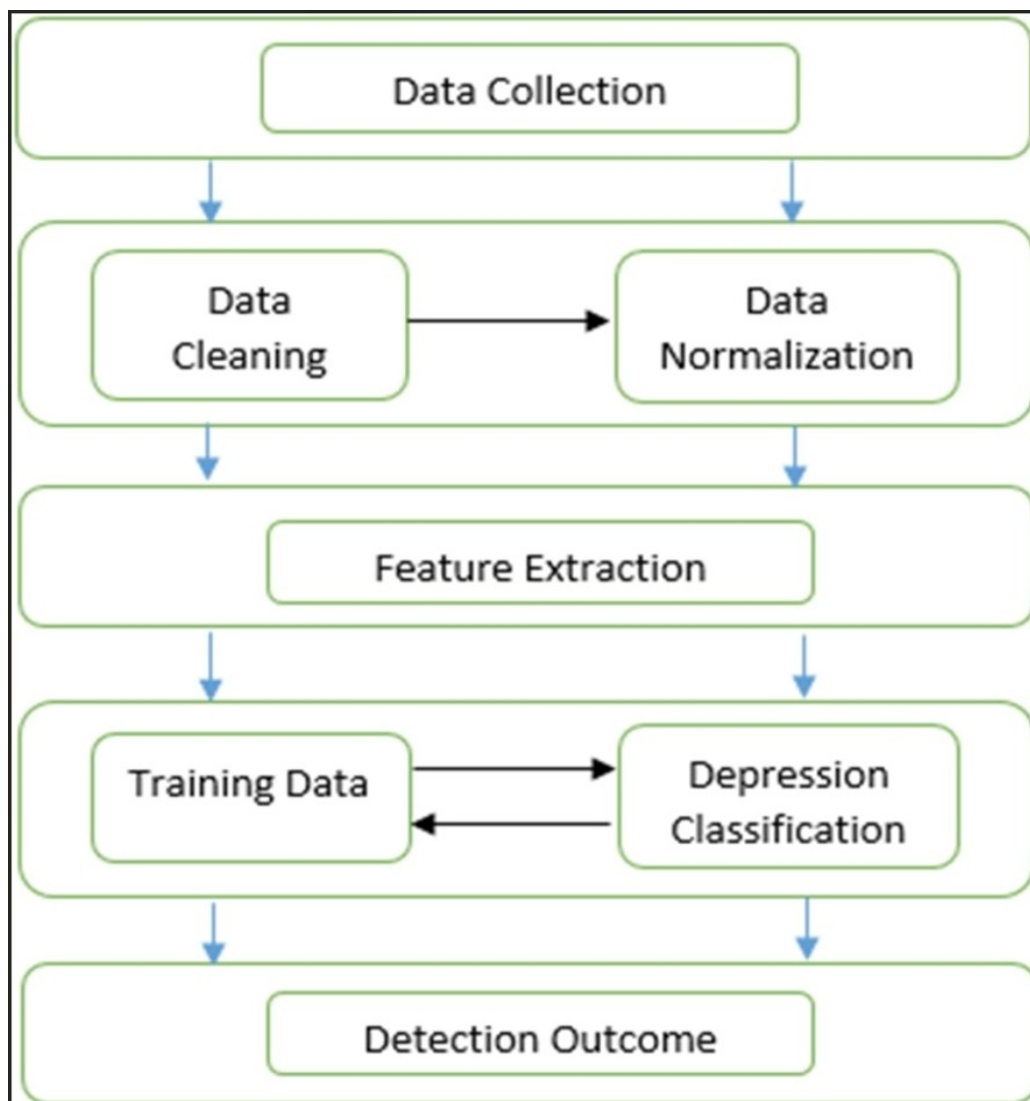 Data Collection
Data
Cleaning
Data
Normalization
Feature Extraction
Training Data
Depression
Classification
Detection Outcome